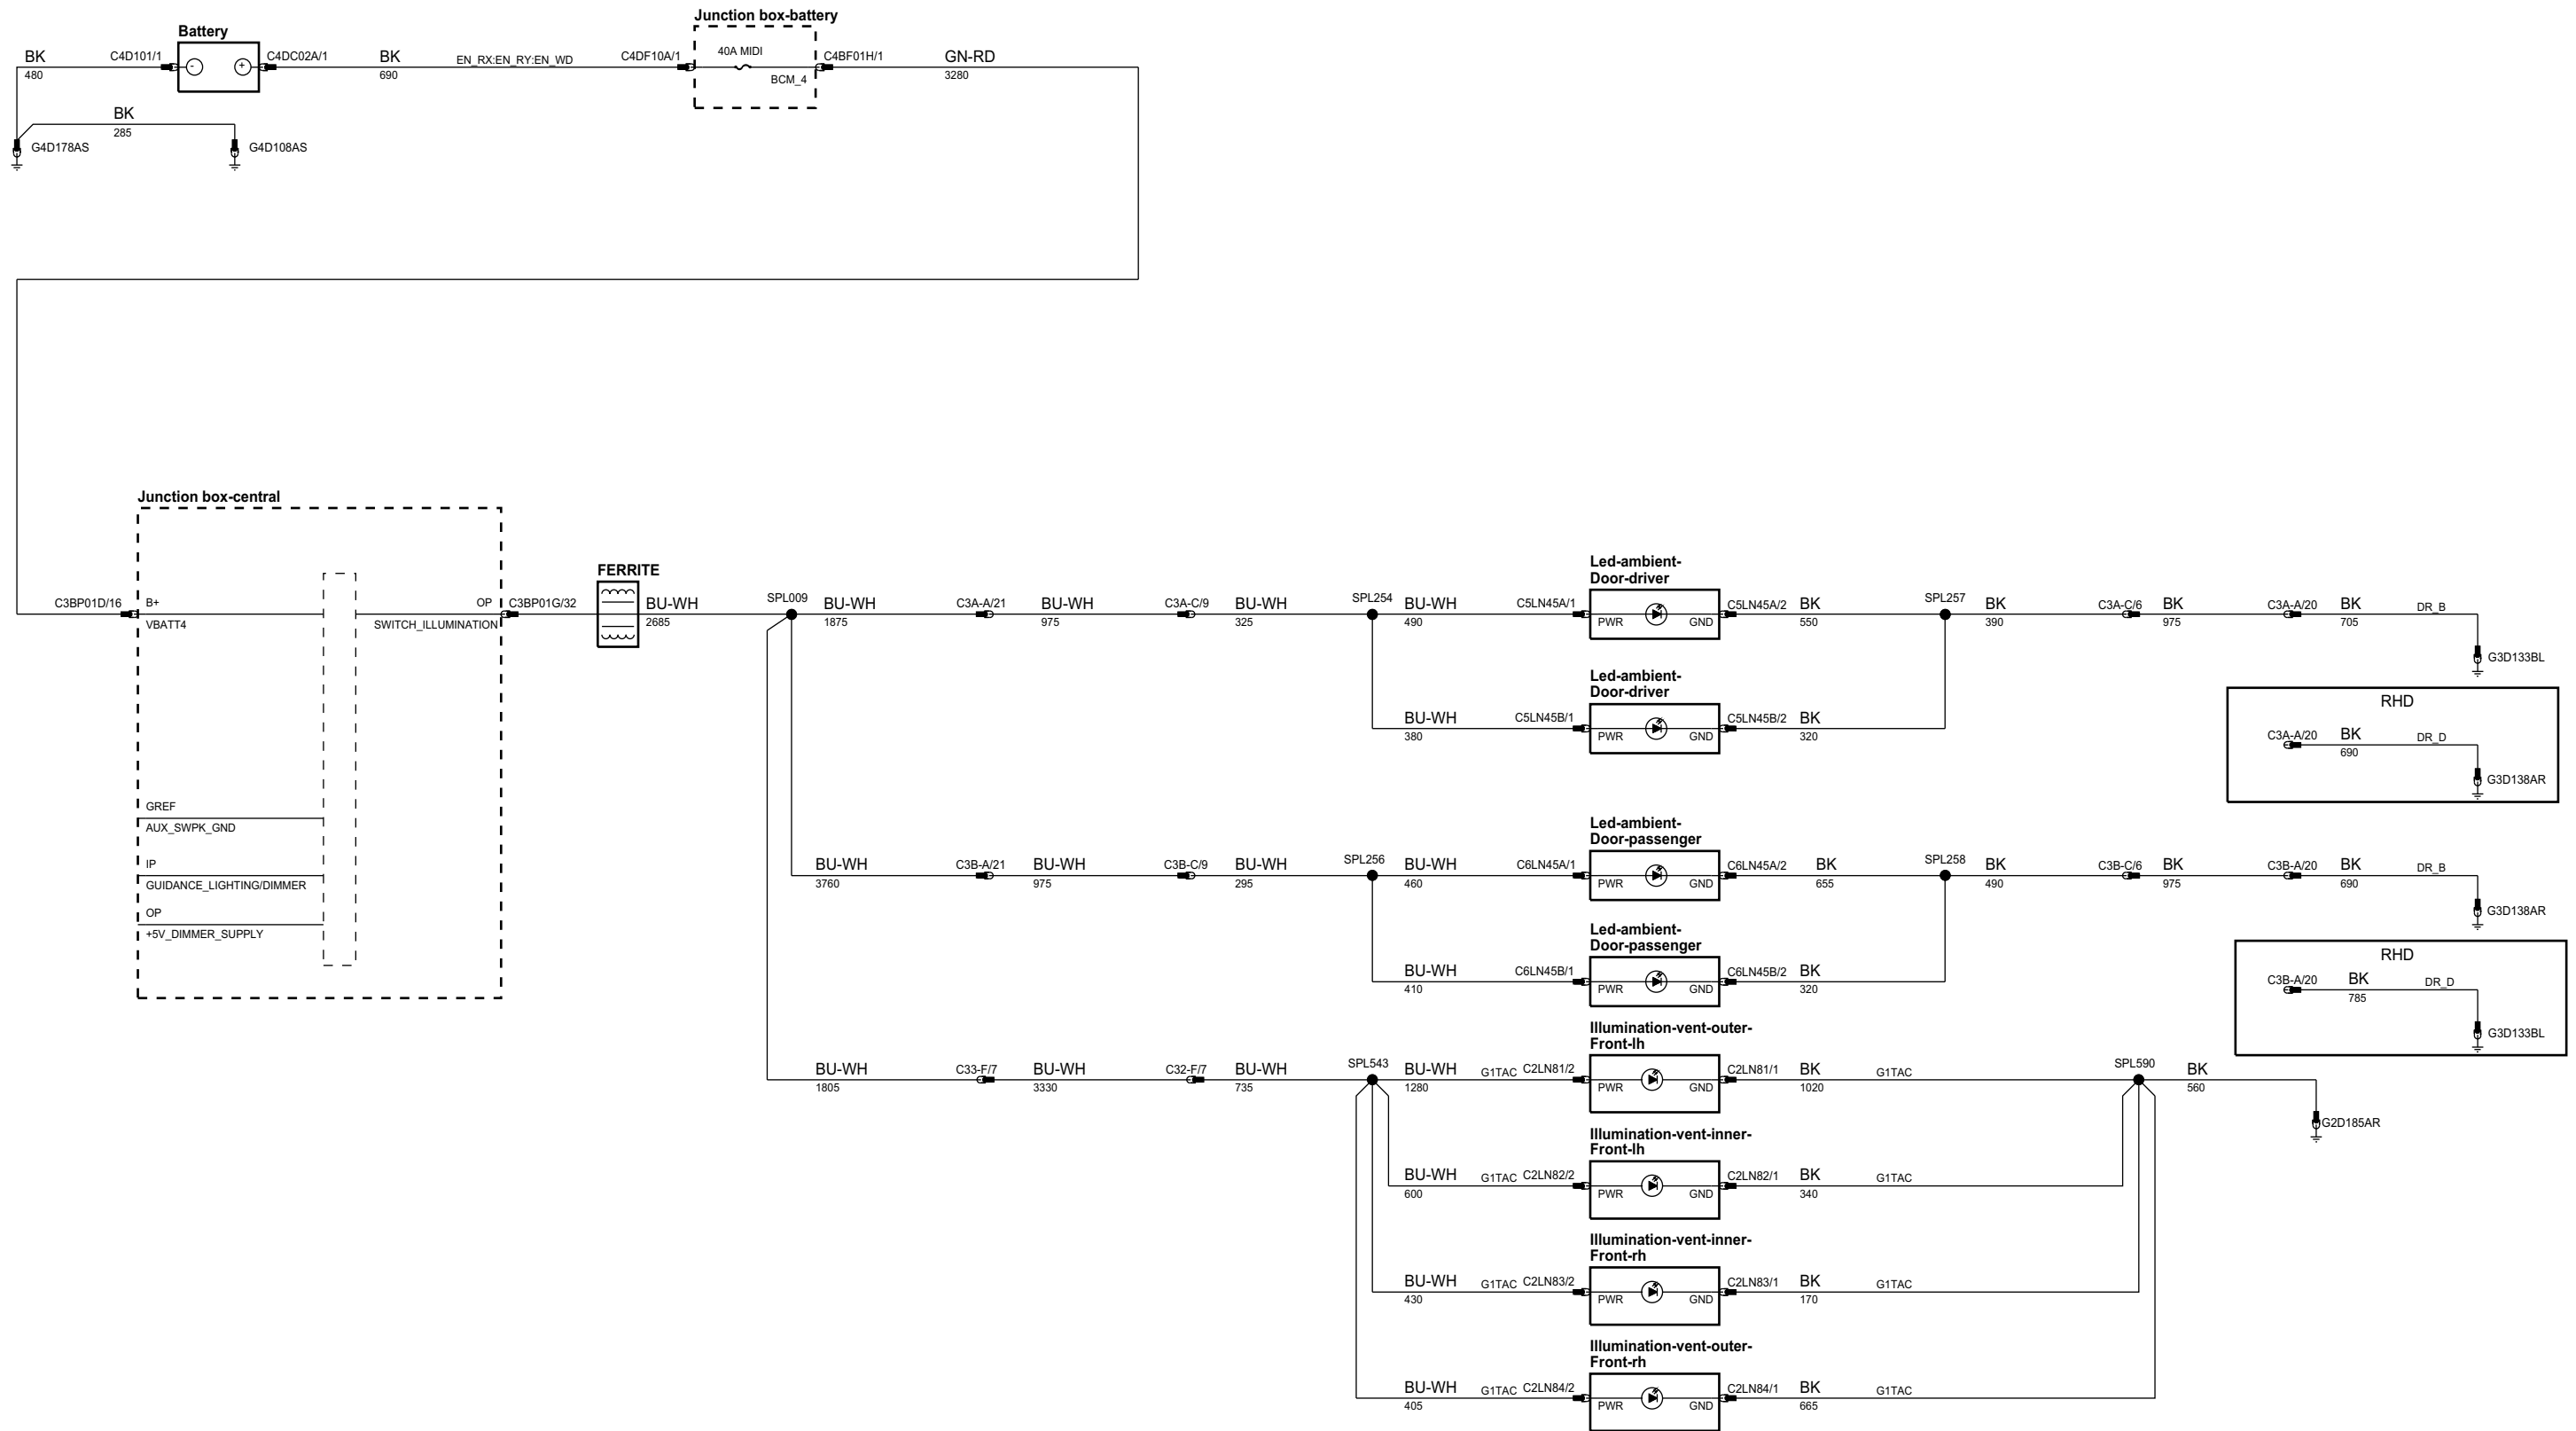 Junction box-battery
Battery
40A MIDI
BK
C4D101/1
- +
C4DC02A/1
BK
EN_RX:EN_RY:EN_WD
C4DF10A/1
C4BF01H/1
GN-RD
480
690
BCM_4
3280
BK
285
G4D178AS
G4D108AS
Junction box-central
FERRITE
C3BP01D/16
B+
OP
C3BP01G/32
VBATT4
SWITCH_ILLUMINATION
BU-WH
2685
SPL009
BU-WH
1875
C3A-A/21
BU-WH
975
C3A-C/9
BU-WH
325
SPL254
BU-WH
490
C5LN45A/1
Led-ambient-
Door-driver
PWR
GND
C5LN45A/2
BK
550
SPL257
BK
390
C3A-C/6
BK
975
C3A-A/20
BK
705
DR_B
G3D133BL
Led-ambient-
Door-driver
BU-WH
380
C5LN45B/1
PWR
GND
C5LN45B/2
BK
320
RHD
C3A-A/20
BK
690
DR_D
G3D138AR
GREF
AUX_SWPK_GND
IP
GUIDANCE_LIGHTING/DIMMER
OP
+5V_DIMMER_SUPPLY
BU-WH
3760
C3B-A/21
BU-WH
975
C3B-C/9
BU-WH
295
SPL256
BU-WH
460
C6LN45A/1
Led-ambient-
Door-passenger
PWR
GND
C6LN45A/2
BK
655
SPL258
BK
490
C3B-C/6
BK
975
C3B-A/20
BK
690
DR_B
G3D138AR
Led-ambient-
Door-passenger
BU-WH
410
C6LN45B/1
PWR
GND
C6LN45B/2
BK
320
RHD
C3B-A/20
BK
785
DR_D
G3D133BL
BU-WH
1805
C33-F/7
BU-WH
3330
C32-F/7
BU-WH
735
SPL543
BU-WH
1280
G1TAC
C2LN81/2
Illumination-vent-outer-
Front-lh
PWR
GND
C2LN81/1
BK
1020
G1TAC
SPL590
BK
560
G2D185AR
Illumination-vent-inner-
Front-lh
BU-WH
600
G1TAC
C2LN82/2
PWR
GND
C2LN82/1
BK
340
G1TAC
Illumination-vent-inner-
Front-rh
BU-WH
430
G1TAC
C2LN83/2
PWR
GND
C2LN83/1
BK
170
G1TAC
Illumination-vent-outer-
Front-rh
BU-WH
405
G1TAC
C2LN84/2
PWR
GND
C2LN84/1
BK
665
G1TAC